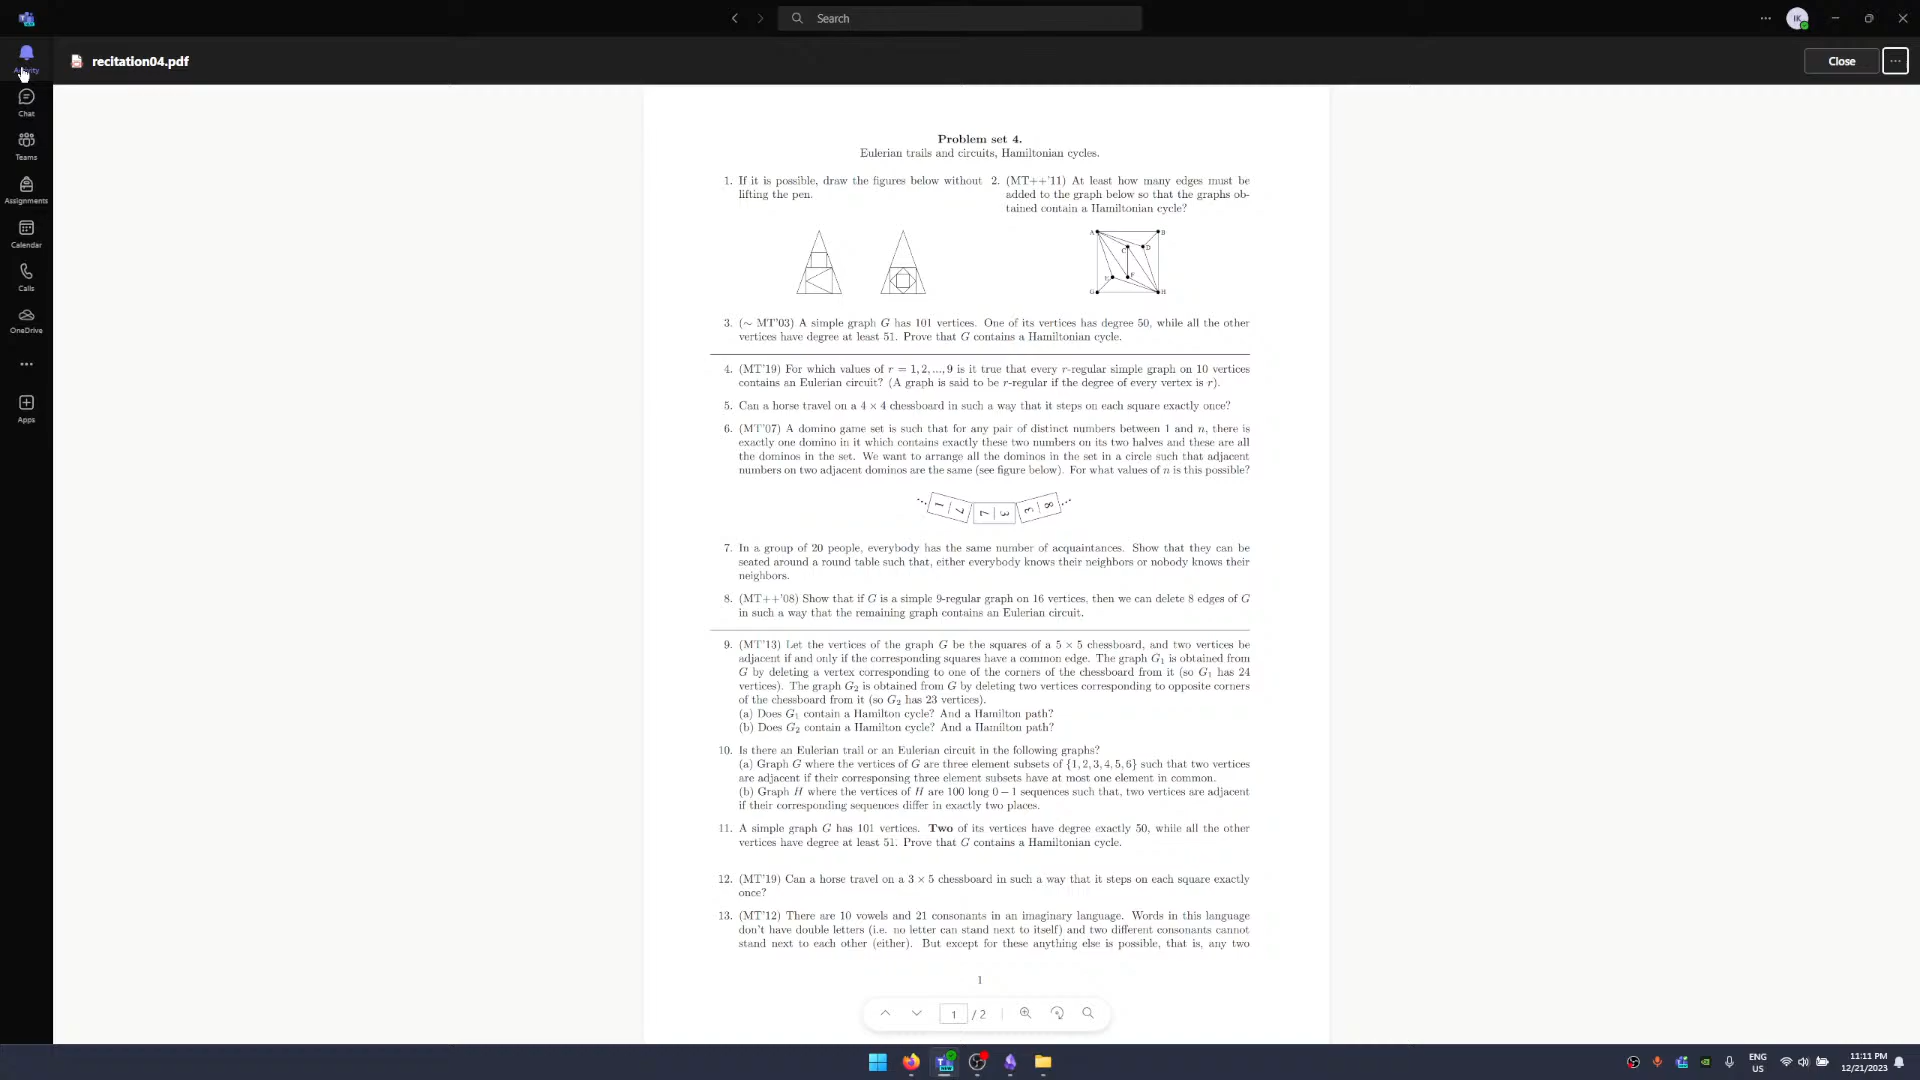 Search
IK
recitation04.pdf
Close
Activity
Chat
Teams
Assignments
Calendar
Calls
OneDrive
Apps
Problem set 4.
Eulerian trails and circuits, Hamiltonian cycles.
1. If it is possible, draw the figures below without
lifting the pen.
2. (MT++'11) At least how many edges must be
added to the graph below so that the graphs ob-
tained contain a Hamiltonian cycle?
A B
C D
E F
G H
3. (∼ MT'03) A simple graph G has 101 vertices. One of its vertices has degree 50, while all the other
vertices have degree at least 51. Prove that G contains a Hamiltonian cycle.
4. (MT'19) For which values of r = 1, 2, ..., 9 is it true that every r-regular simple graph on 10 vertices
contains an Eulerian circuit? (A graph is said to be r-regular if the degree of every vertex is r).
5. Can a horse travel on a 4 × 4 chessboard in such a way that it steps on each square exactly once?
6. (MT'07) A domino game set is such that for any pair of distinct numbers between 1 and n, there is
exactly one domino in it which contains exactly these two numbers on its two halves and these are all
the dominos in the set. We want to arrange all the dominos in the set in a circle such that adjacent
numbers on two adjacent dominos are the same (see figure below). For what values of n is this possible?
1 | 7 7 | 3 3 | 8
7. In a group of 20 people, everybody has the same number of acquaintances. Show that they can be
seated around a round table such that, either everybody knows their neighbors or nobody knows their
neighbors.
8. (MT++'08) Show that if G is a simple 9-regular graph on 16 vertices, then we can delete 8 edges of G
in such a way that the remaining graph contains an Eulerian circuit.
9. (MT'13) Let the vertices of the graph G be the squares of a 5 × 5 chessboard, and two vertices be
adjacent if and only if the corresponding squares have a common edge. The graph G₁ is obtained from
G by deleting a vertex corresponding to one of the corners of the chessboard from it (so G₁ has 24
vertices). The graph G₂ is obtained from G by deleting two vertices corresponding to opposite corners
of the chessboard from it (so G₂ has 23 vertices).
(a) Does G₁ contain a Hamilton cycle? And a Hamilton path?
(b) Does G₂ contain a Hamilton cycle? And a Hamilton path?
10. Is there an Eulerian trail or an Eulerian circuit in the following graphs?
(a) Graph G where the vertices of G are three element subsets of {1, 2, 3, 4, 5, 6} such that two vertices
are adjacent if their corresponsing three element subsets have at most one element in common.
(b) Graph H where the vertices of H are 100 long 0 − 1 sequences such that, two vertices are adjacent
if their corresponding sequences differ in exactly two places.
11. A simple graph G has 101 vertices. Two of its vertices have degree exactly 50, while all the other
vertices have degree at least 51. Prove that G contains a Hamiltonian cycle.
12. (MT'19) Can a horse travel on a 3 × 5 chessboard in such a way that it steps on each square exactly
once?
13. (MT'12) There are 10 vowels and 21 consonants in an imaginary language. Words in this language
don't have double letters (i.e. no letter can stand next to itself) and two different consonants cannot
stand next to each other (either). But except for these anything else is possible, that is, any two
1
1 / 2
ENG
US
11:11 PM
12/21/2023